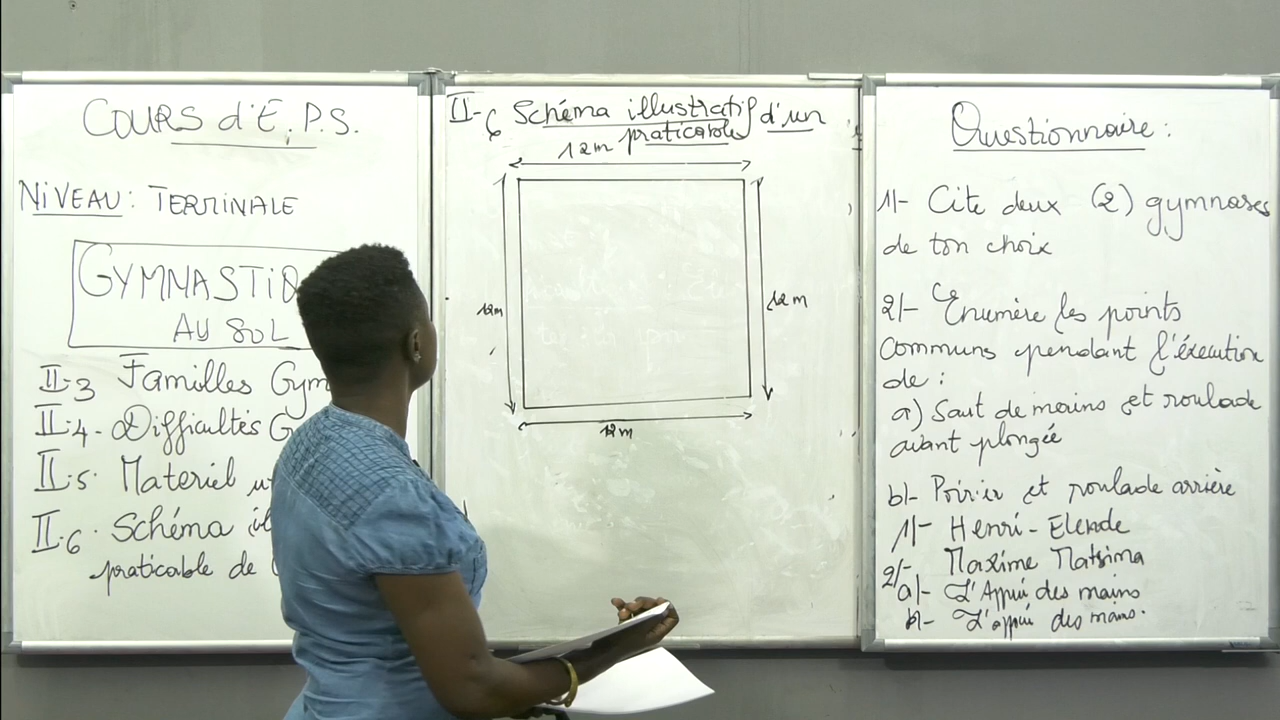 COURS d'E.P.S.
NIVEAU : TERMINALE
GYMNASTIQ
AU SOL
II.3 Familles Gym
II.4- Difficultés G
II.5. Materiel
II.6. Schéma
praticable de
II-6 Schéma illustratif d'un
praticable
12m
12m
12m
12m
Questionnaire :
1/- Cite deux (2) gymnases
de ton choix
2/- Enumère les points
Communs pendant l'éxecution
de :
a) Saut de mains et roulade
avant plongée
b/- Poirier et roulade arrière
1/- Henri-Elende
2/- Maxime Matsima
a/- L'Appui des mains
b/- L'appui des mains.